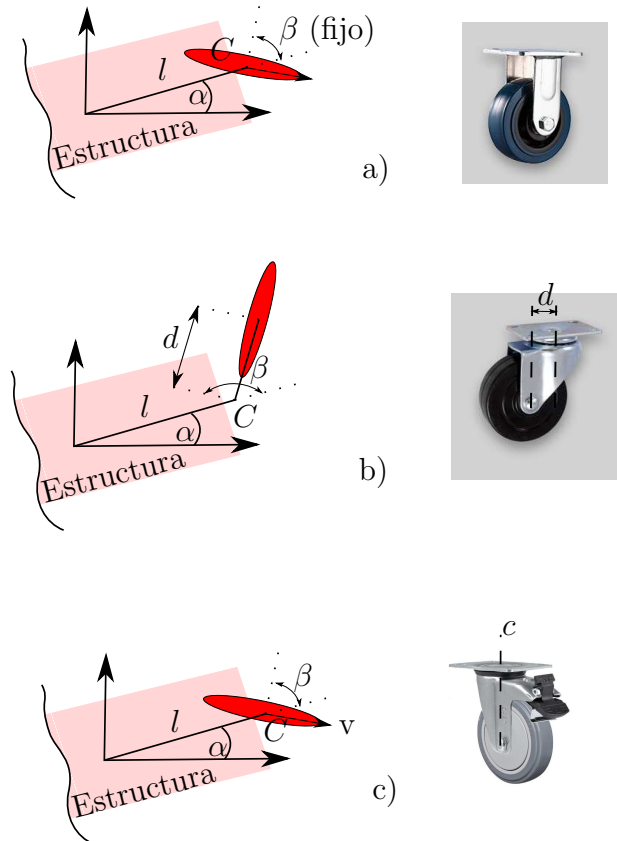 β (fijo)
C
l
α
Estructura
a)
d
d
β
l
C
α
Estructura
b)
c
β
l
C
v
α
Estructura
c)